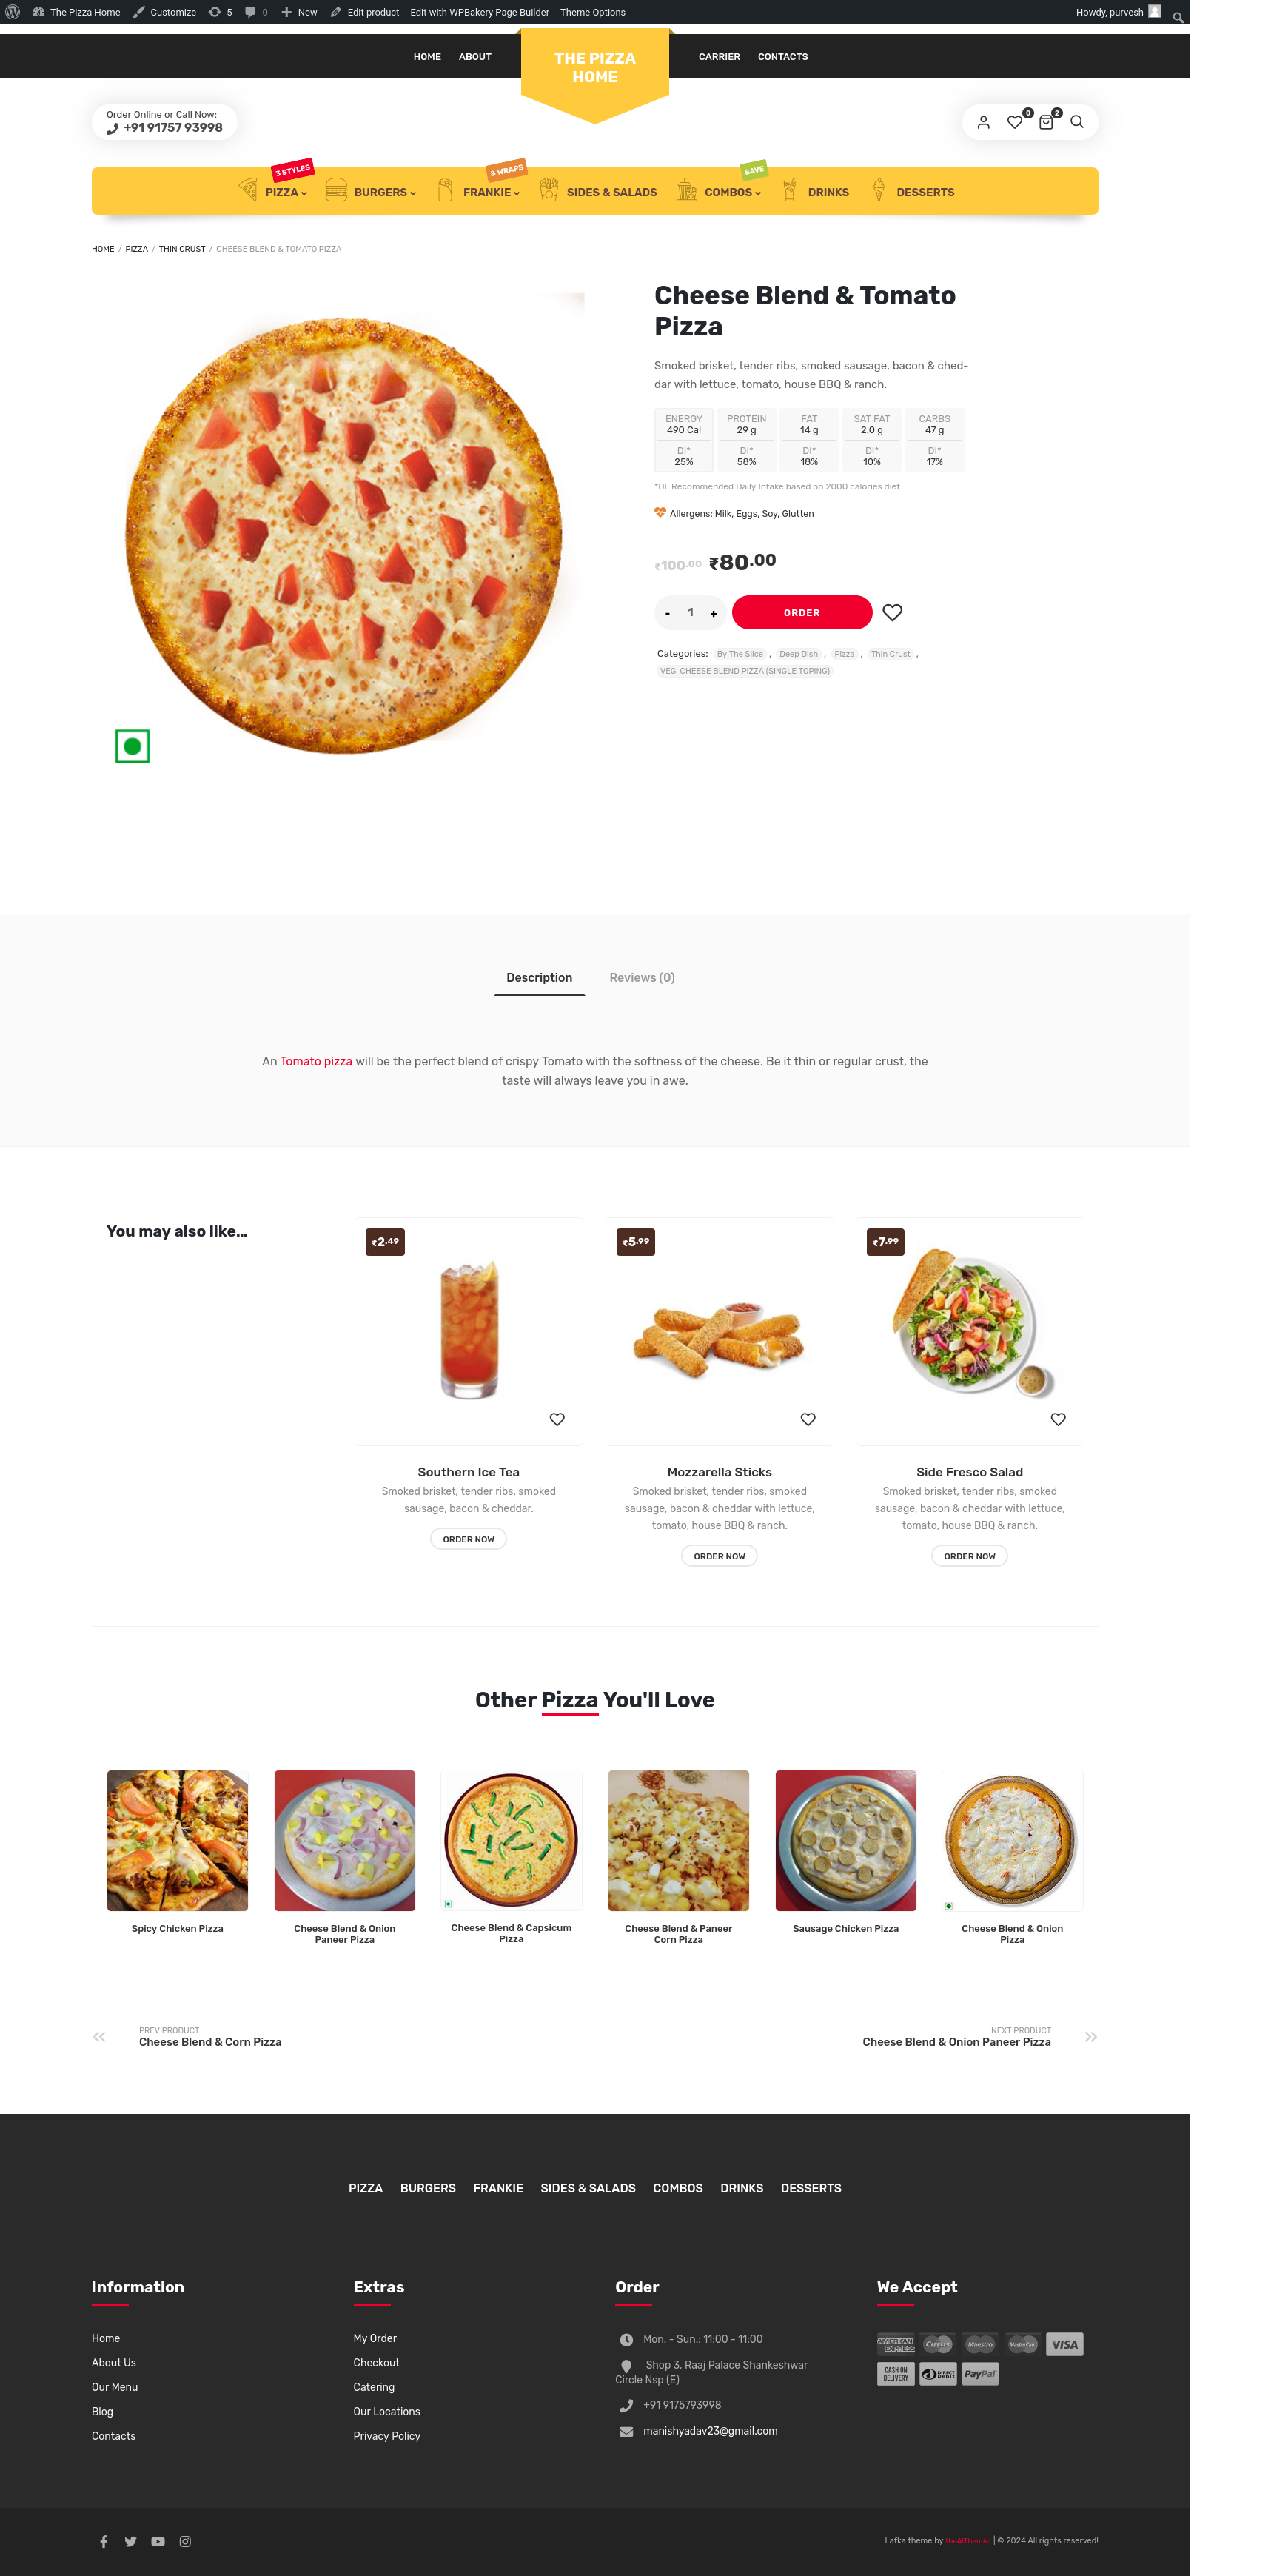 The Pizza Home Customize 5 0 New Edit product Edit with WPBakery Page Builder Theme Options Howdy, purvesh
HOME ABOUT THE PIZZA HOME CARRIER CONTACTS
Order Online or Call Now:
+91 91757 93998
0 2
3 STYLES & WRAPS SAVE
PIZZA BURGERS FRANKIE SIDES & SALADS COMBOS DRINKS DESSERTS
HOME / PIZZA / THIN CRUST / CHEESE BLEND & TOMATO PIZZA
Cheese Blend & Tomato
Pizza
Smoked brisket, tender ribs, smoked sausage, bacon & ched-
dar with lettuce, tomato, house BBQ & ranch.
ENERGY PROTEIN FAT SAT FAT CARBS
490 Cal 29 g 14 g 2.0 g 47 g
DI* DI* DI* DI* DI*
25% 58% 18% 10% 17%
*DI: Recommended Daily Intake based on 2000 calories diet
Allergens: Milk, Eggs, Soy, Glutten
₹100.00 ₹80.00
- 1 + ORDER
Categories: By The Slice , Deep Dish , Pizza , Thin Crust ,
VEG. CHEESE BLEND PIZZA (SINGLE TOPING)
Description Reviews (0)
An Tomato pizza will be the perfect blend of crispy Tomato with the softness of the cheese. Be it thin or regular crust, the
taste will always leave you in awe.
You may also like…
₹2.49 ₹5.99 ₹7.99
Southern Ice Tea
Smoked brisket, tender ribs, smoked
sausage, bacon & cheddar.
ORDER NOW
Mozzarella Sticks
Smoked brisket, tender ribs, smoked
sausage, bacon & cheddar with lettuce,
tomato, house BBQ & ranch.
ORDER NOW
Side Fresco Salad
Smoked brisket, tender ribs, smoked
sausage, bacon & cheddar with lettuce,
tomato, house BBQ & ranch.
ORDER NOW
Other Pizza You'll Love
Spicy Chicken Pizza
Cheese Blend & Onion
Paneer Pizza
Cheese Blend & Capsicum
Pizza
Cheese Blend & Paneer
Corn Pizza
Sausage Chicken Pizza
Cheese Blend & Onion
Pizza
PREV PRODUCT
Cheese Blend & Corn Pizza
NEXT PRODUCT
Cheese Blend & Onion Paneer Pizza
PIZZA BURGERS FRANKIE SIDES & SALADS COMBOS DRINKS DESSERTS
Information
Home
About Us
Our Menu
Blog
Contacts
Extras
My Order
Checkout
Catering
Our Locations
Privacy Policy
Order
Mon. - Sun.: 11:00 - 11:00
Shop 3, Raaj Palace Shankeshwar
Circle Nsp (E)
+91 9175793998
manishyadav23@gmail.com
We Accept
AMERICAN EXPRESS Cirrus Maestro MasterCard VISA
CASH ON DELIVERY DIRECT Debit PayPal
Lafka theme by theAlThemist | © 2024 All rights reserved!